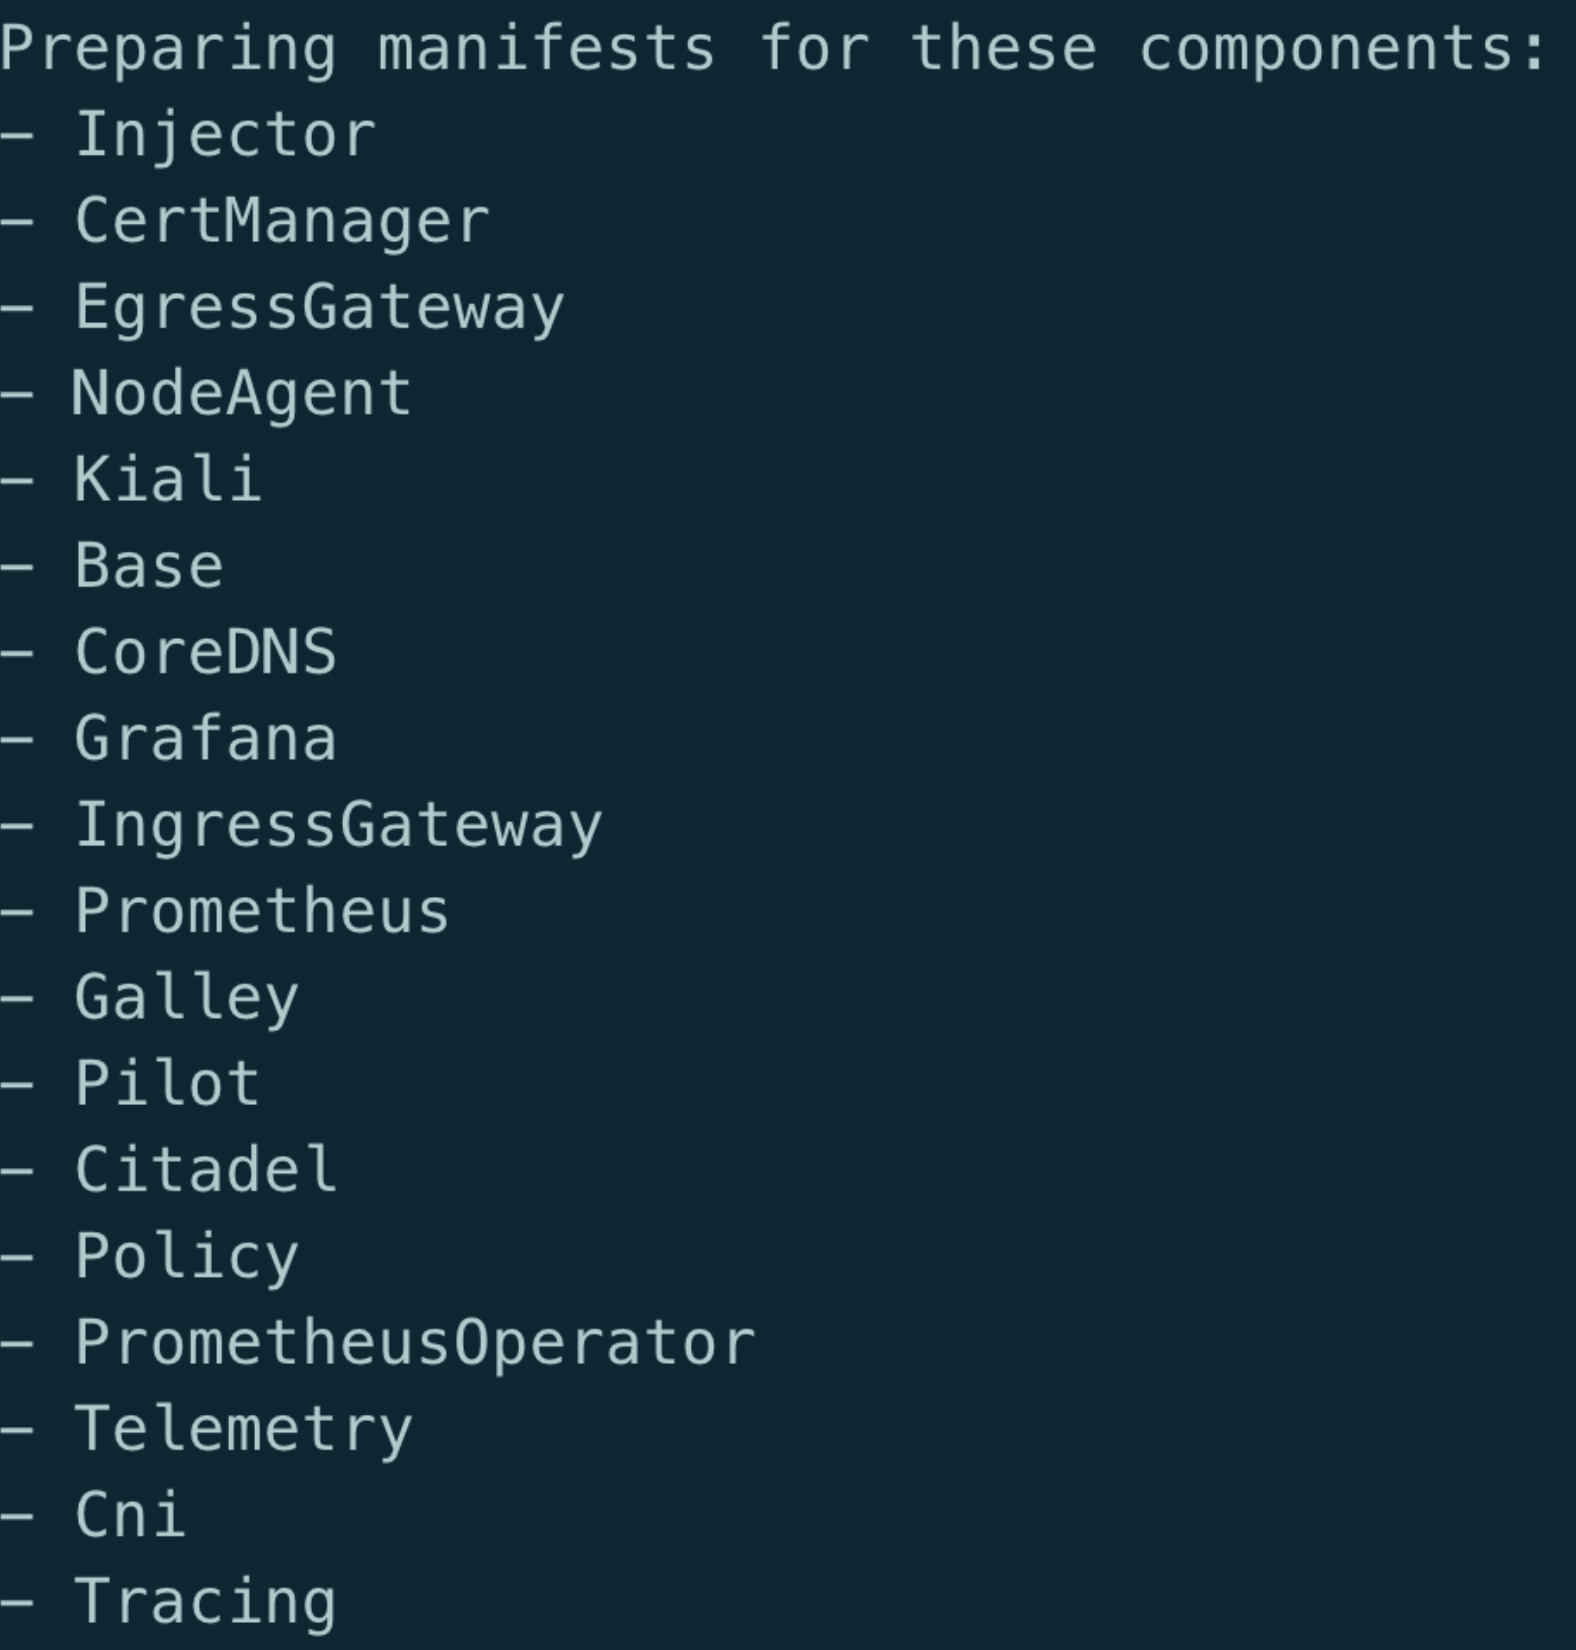 Preparing manifests for these components:
– Injector
– CertManager
– EgressGateway
– NodeAgent
– Kiali
– Base
– CoreDNS
– Grafana
– IngressGateway
– Prometheus
– Galley
– Pilot
– Citadel
– Policy
– PrometheusOperator
– Telemetry
– Cni
– Tracing